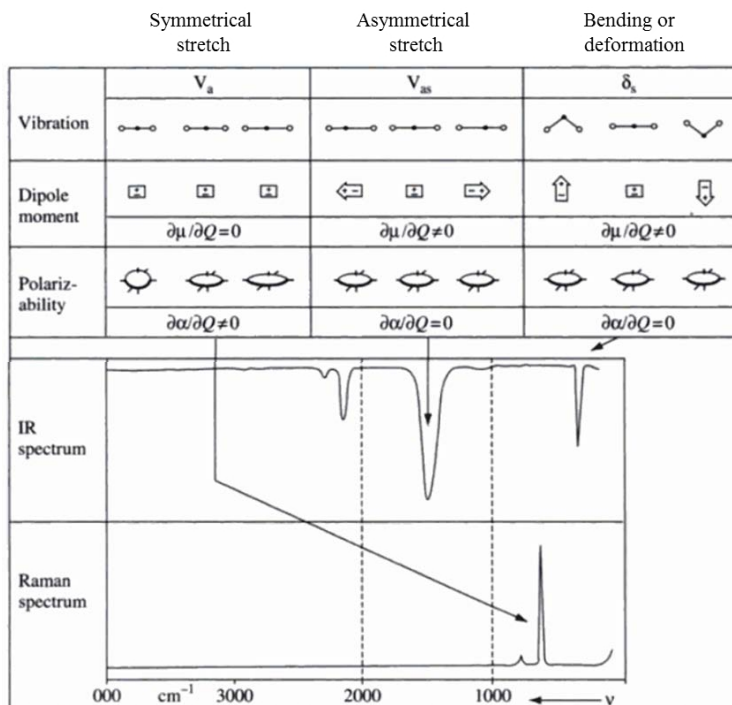 Symmetrical stretch Asymmetrical stretch Bending or deformation
Vₐ Vₐₛ δₛ
Vibration
Dipole moment
∂μ/∂Q=0 ∂μ/∂Q≠0 ∂μ/∂Q≠0
Polariz-
ability
∂α/∂Q≠0 ∂α/∂Q=0 ∂α/∂Q=0
IR
spectrum
Raman
spectrum
000 cm⁻¹ 3000 2000 1000 ν